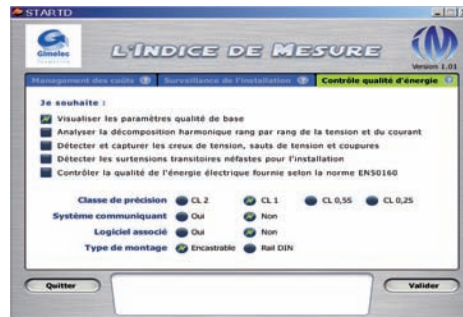 STARTD
Gimelec
L'INDICE DE MESURE
Version 1.01
Management des coûts ? Surveillance de l'installation ? Contrôle qualité d'énergie ?
Je souhaite :
Visualiser les paramètres qualité de base
Analyser la décomposition harmonique rang par rang de la tension et du courant
Détecter et capturer les creux de tension, sauts de tension et coupures
Détecter les surtensions transitoires néfastes pour l'installation
Contrôler la qualité de l'énergie électrique fournie selon la norme EN50160
Classe de précision CL 2 CL 1 CL 0,5S CL 0,2S
Système communiquant Oui Non
Logiciel associé Oui Non
Type de montage Encastrable Rail DIN
Quitter Valider